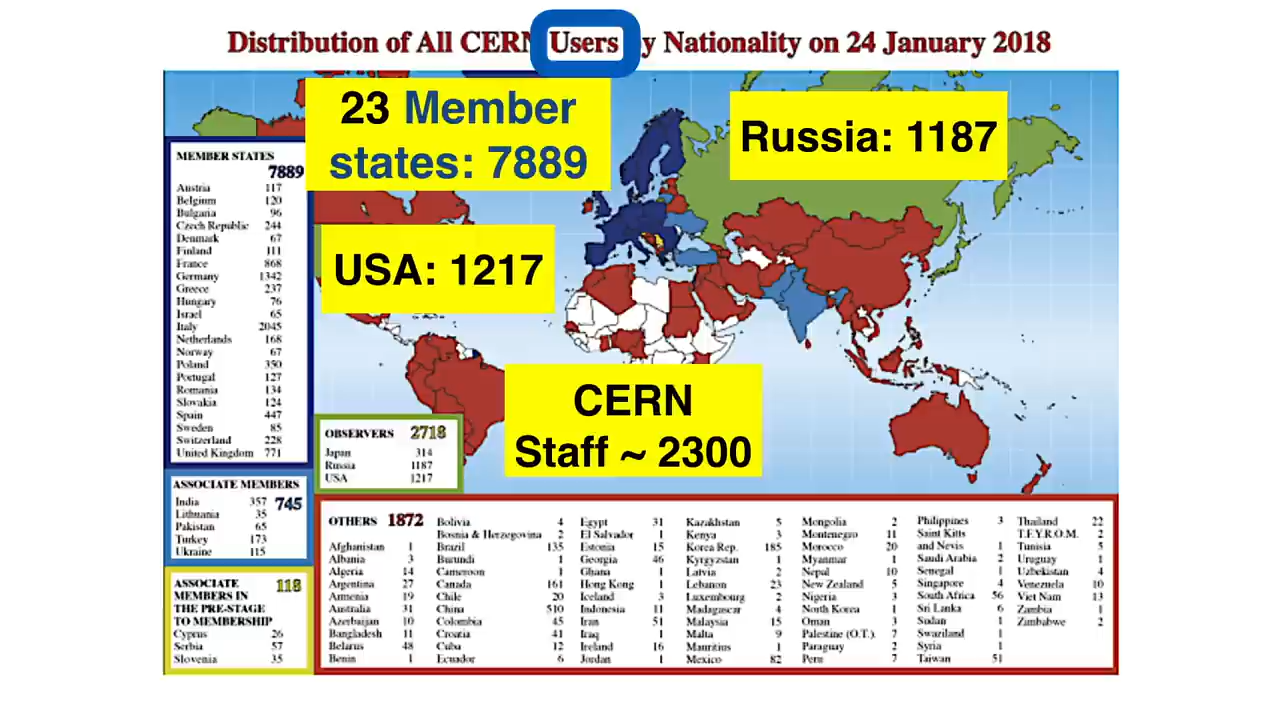 Distribution of All CERN Users by Nationality on 24 January 2018
23 Member
states: 7889
Russia: 1187
USA: 1217
CERN
Staff ~ 2300
MEMBER STATES
7889
Austria 117
Belgium 120
Bulgaria 96
Czech Republic 244
Denmark 67
Finland 111
France 868
Germany 1342
Greece 237
Hungary 76
Israel 65
Italy 2045
Netherlands 168
Norway 67
Poland 350
Portugal 127
Romania 134
Slovakia 124
Spain 447
Sweden 85
Switzerland 228
United Kingdom 771
OBSERVERS 2718
Japan 314
Russia 1187
USA 1217
ASSOCIATE MEMBERS
745
India 357
Lithuania 35
Pakistan 65
Turkey 173
Ukraine 115
ASSOCIATE 118
MEMBERS IN
THE PRE-STAGE
TO MEMBERSHIP
Cyprus 26
Serbia 57
Slovenia 35
OTHERS 1872
Afghanistan 1
Albania 3
Algeria 14
Argentina 27
Armenia 19
Australia 31
Azerbaijan 10
Bangladesh 11
Belarus 48
Benin 1
Bolivia 4
Bosnia & Herzegovina 2
Brazil 135
Burundi 1
Cameroon 1
Canada 161
Chile 20
China 510
Colombia 45
Croatia 41
Cuba 12
Ecuador 6
Egypt 31
El Salvador 1
Estonia 15
Georgia 46
Ghana 1
Hong Kong 1
Iceland 3
Indonesia 11
Iran 51
Iraq 1
Ireland 16
Jordan 1
Kazakhstan 5
Kenya 3
Korea Rep. 185
Kyrgyzstan 1
Latvia 2
Lebanon 23
Luxembourg 2
Madagascar 4
Malaysia 15
Malta 9
Mauritius 1
Mexico 82
Mongolia 2
Montenegro 11
Morocco 20
Myanmar 1
Nepal 10
New Zealand 5
Nigeria 3
North Korea 1
Oman 3
Palestine (O.T.). 7
Paraguay 2
Peru 7
Philippines 3
Saint Kitts
and Nevis 1
Saudi Arabia 2
Senegal 1
Singapore 4
South Africa 56
Sri Lanka 6
Sudan 1
Swaziland 1
Syria 1
Taiwan 51
Thailand 22
T.F.Y.R.O.M. 2
Tunisia 5
Uruguay 1
Uzbekistan 4
Venezuela 10
Viet Nam 13
Zambia 1
Zimbabwe 2